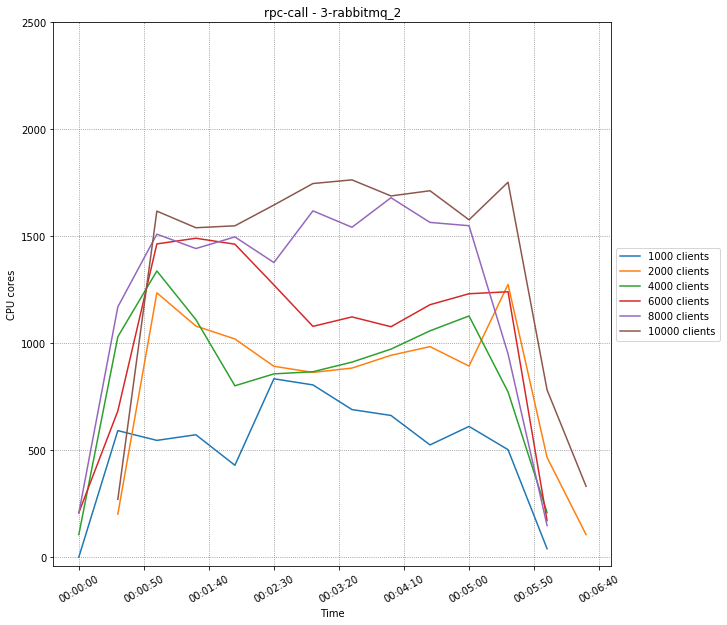 rpc-call - 3-rabbitmq_2
2500
2000
1500
1000
500
0
CPU cores
00:00:00
00:00:50
00:01:40
00:02:30
00:03:20
00:04:10
00:05:00
00:05:50
00:06:40
Time
1000 clients
2000 clients
4000 clients
6000 clients
8000 clients
10000 clients